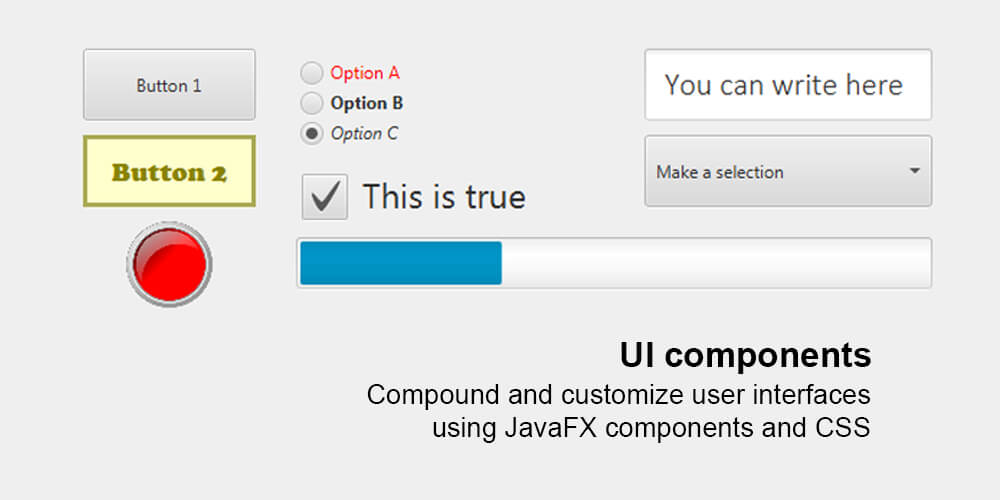 Button 1
Button 2
Option A
Option B
Option C
This is true
You can write here
Make a selection
UI components
Compound and customize user interfaces
using JavaFX components and CSS